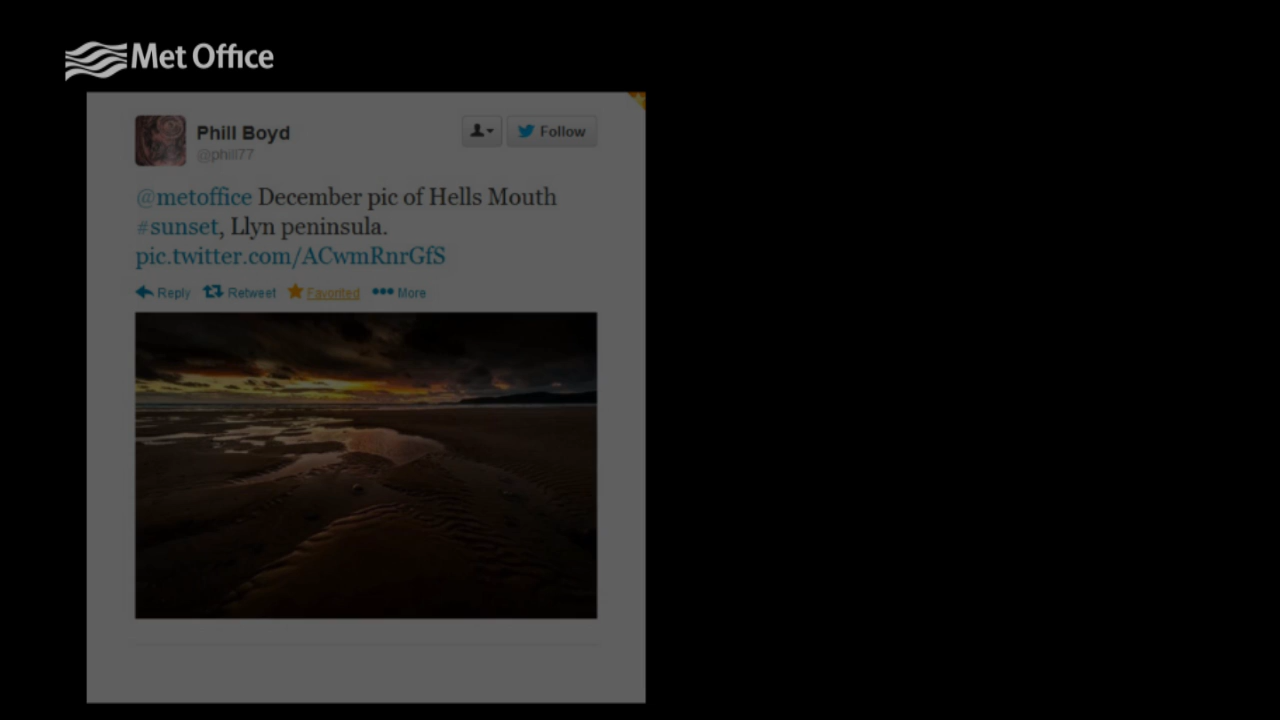 Met Office
Phill Boyd
@phill77
Follow
@metoffice December pic of Hells Mouth
#sunset, Llyn peninsula.
pic.twitter.com/ACwmRnrGfS
Reply Retweet Favorited More